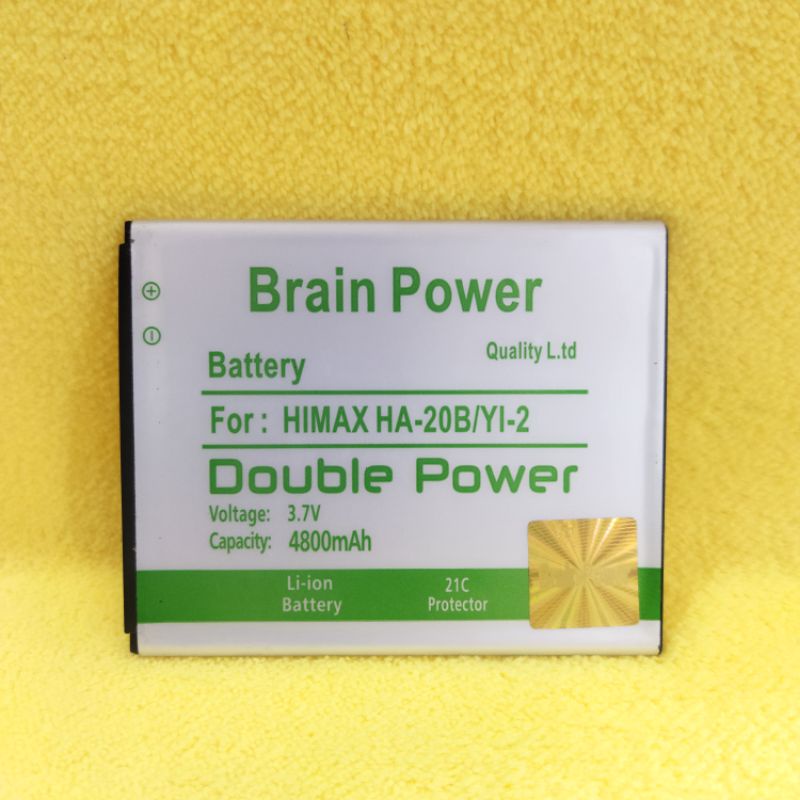 Brain Power
Quality L.td
Battery
For : HIMAX HA-20B/YI-2
Double Power
Voltage: 3.7V
Capacity: 4800mAh
Li-ion
Battery
21C
Protector